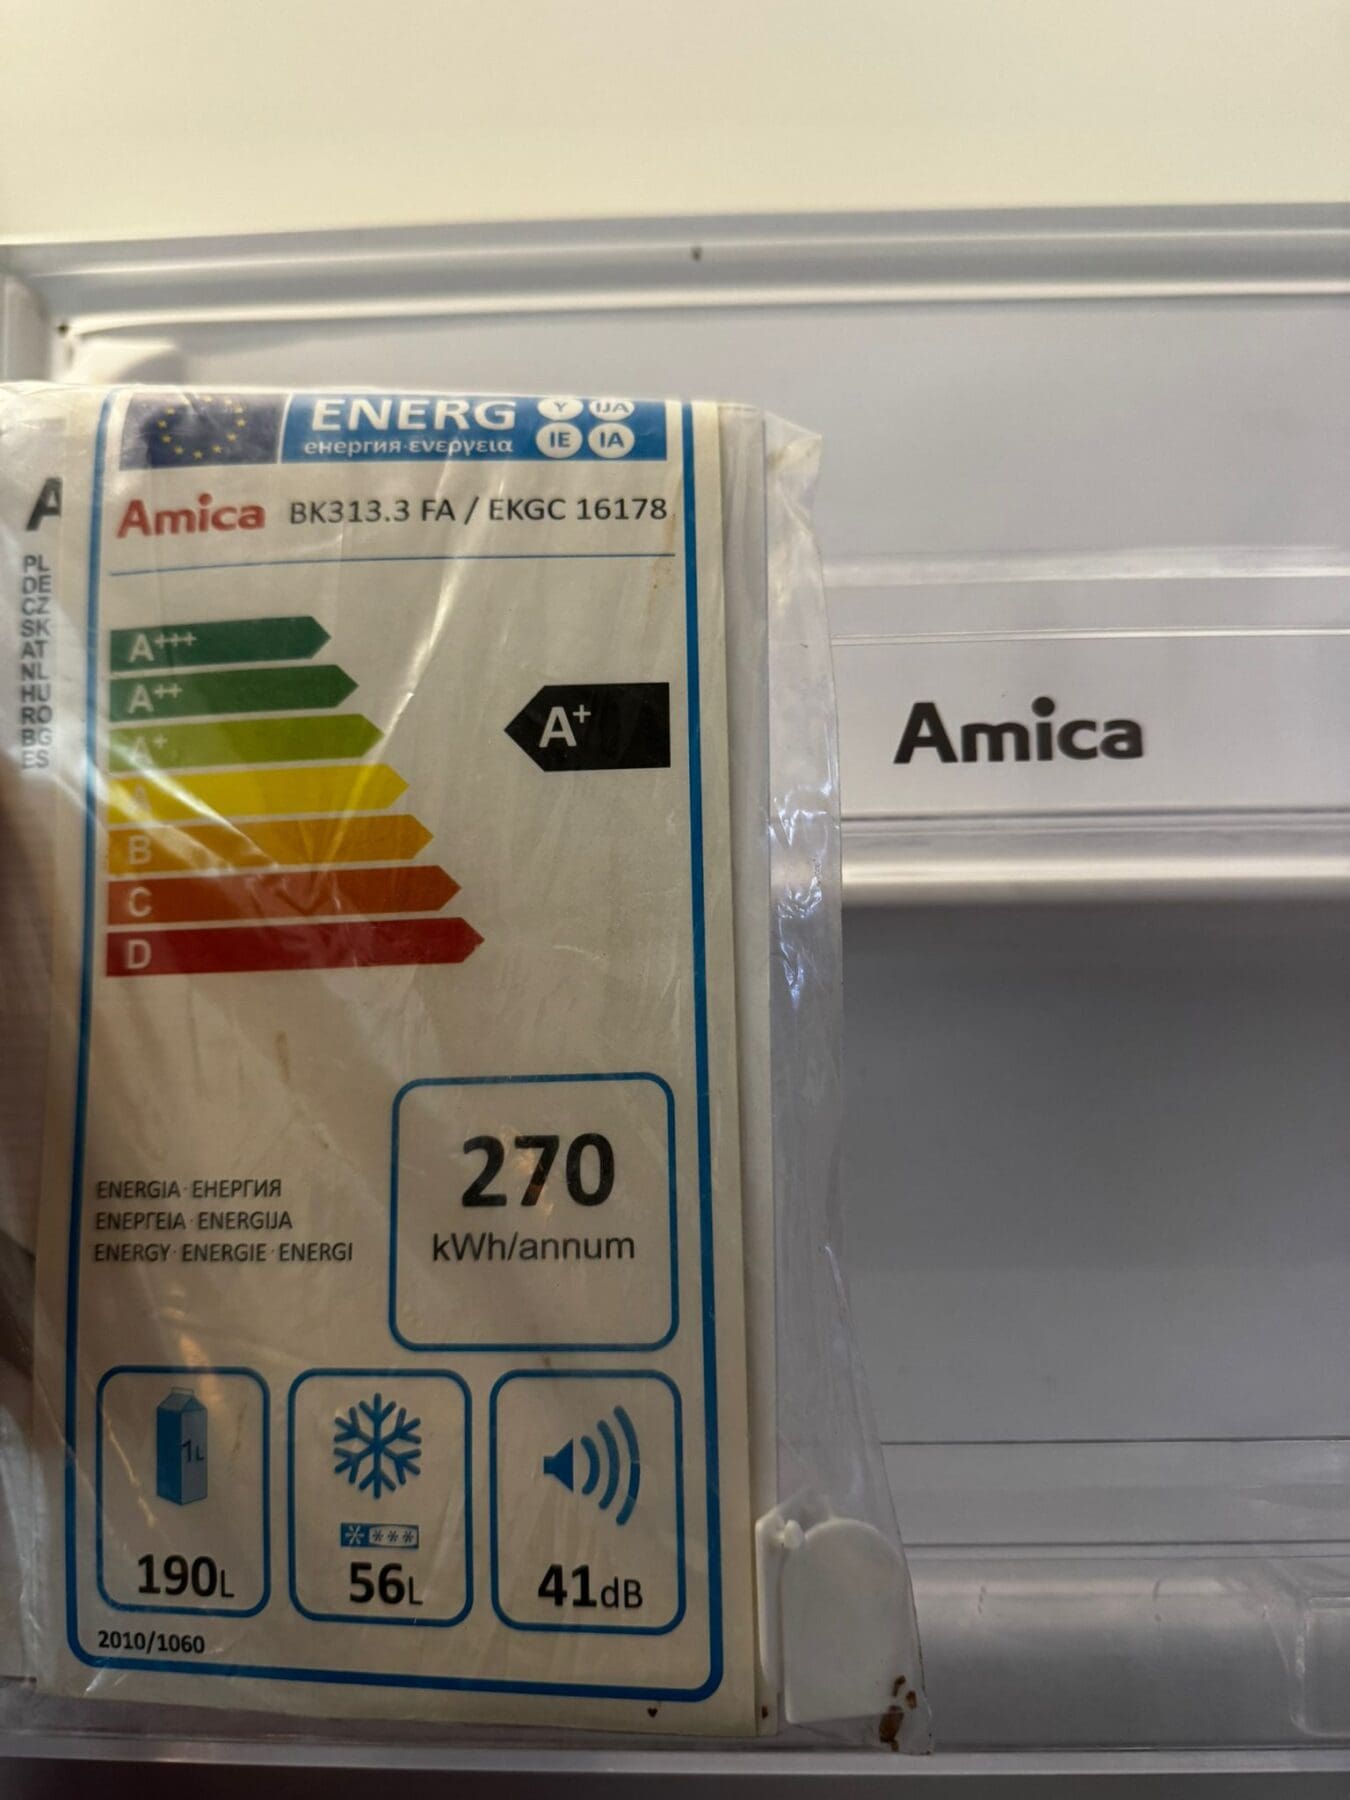 ENERG
енергия·ενεργεια
Y
IJA
IE
IA
Amica BK313.3 FA / EKGC 16178
A+++
A++
A+
A
B
C
D
A+
A
PL
DE
CZ
SK
AT
NL
HU
RO
BG
ES
Amica
270
kWh/annum
ENERGIA·ЕНЕРГИЯ
ΕΝΕΡΓΕΙΑ·ENERGIJA
ENERGY·ENERGIE·ENERGI
1L
190L
56L
41dB
2010/1060